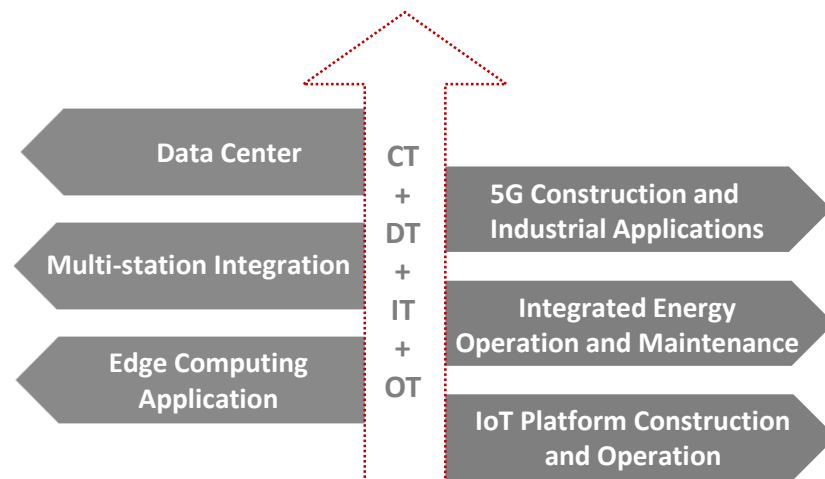 Data Center
Multi-station Integration
Edge Computing
Application
CT
+
DT
+
IT
+
OT
5G Construction and
Industrial Applications
Integrated Energy
Operation and Maintenance
IoT Platform Construction
and Operation